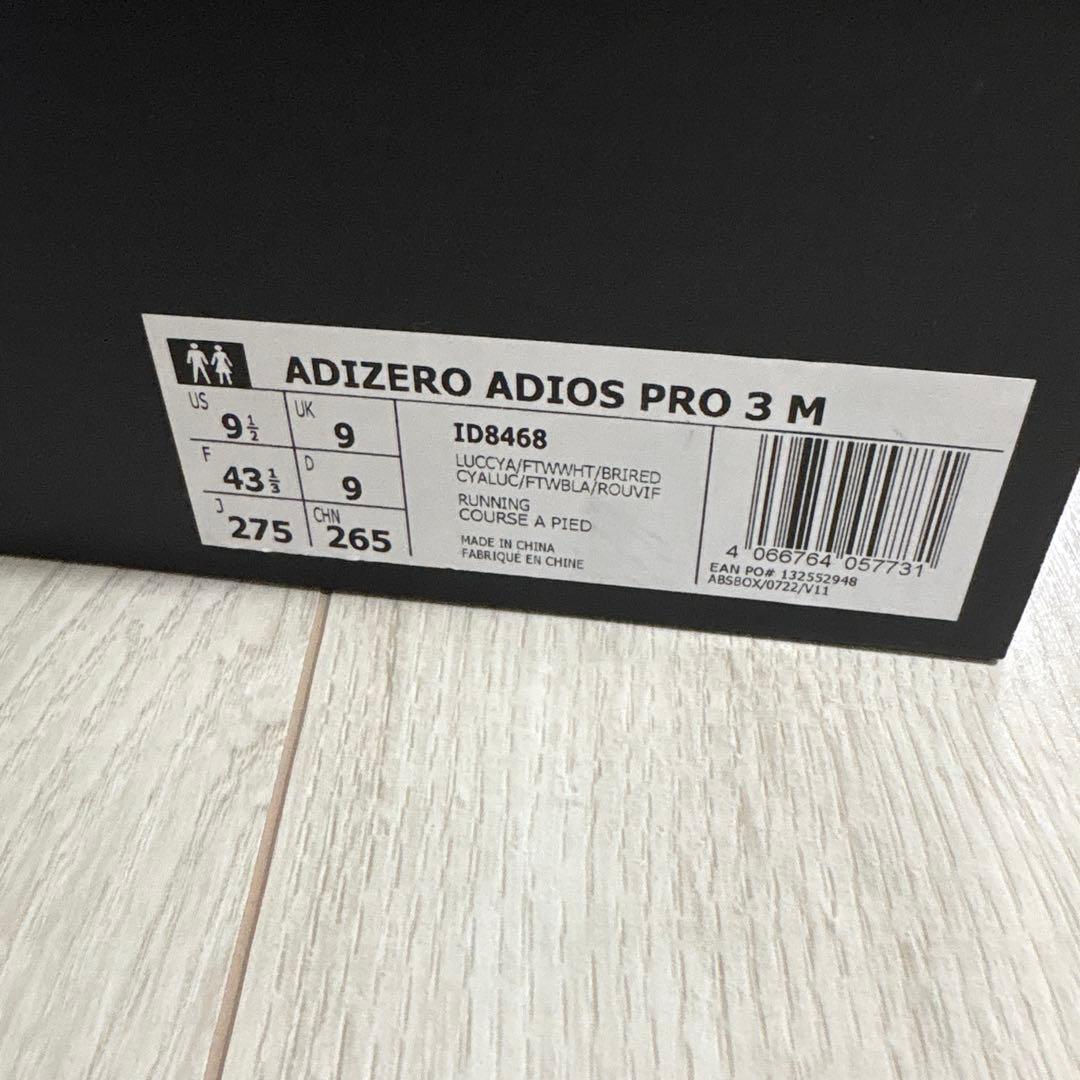 ADIZERO ADIOS PRO 3 M
US 9½ UK 9
F 43⅓ D 9
J 275 CHN 265
ID8468
LUCCYA/FTWWHT/BRIRED
CYALUC/FTWBLA/ROUVIF
RUNNING
COURSE A PIED
MADE IN CHINA
FABRIQUÉ EN CHINE
4 066764 057731
EAN PO# 132552948
ABSBOX/0722/V11